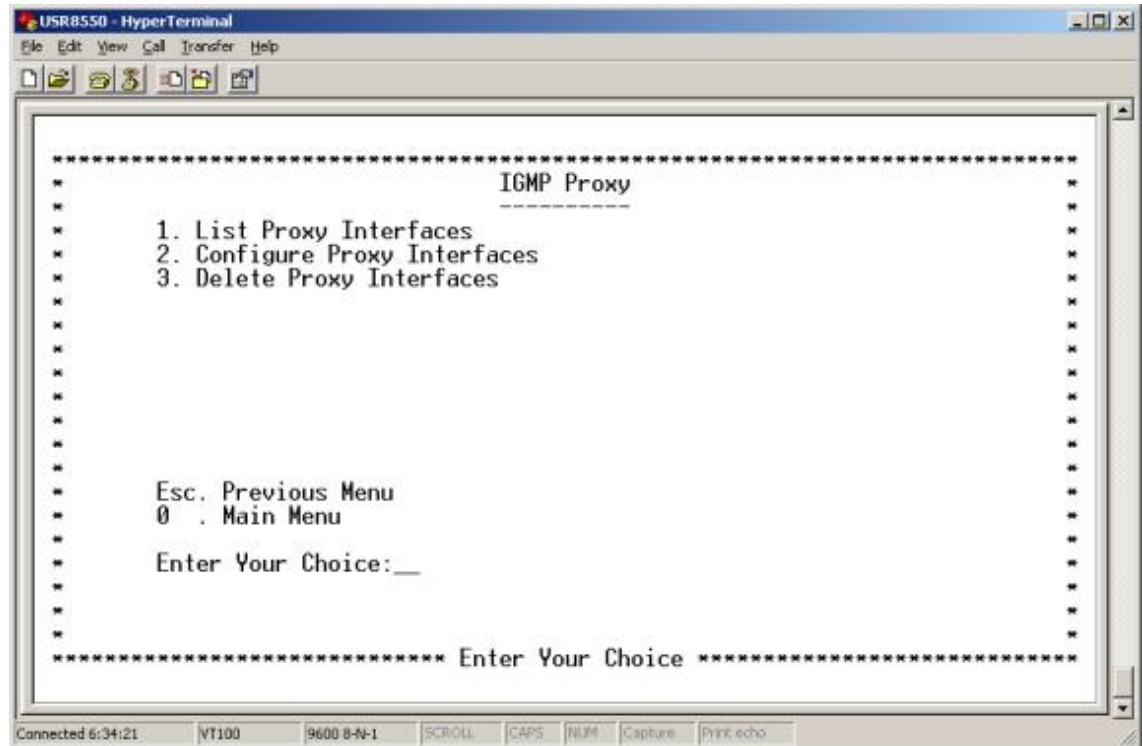 USR8550 - HyperTerminal
File Edit View Call Transfer Help
******************************************************************************
* IGMP Proxy *
* ---------- *
* 1. List Proxy Interfaces *
* 2. Configure Proxy Interfaces *
* 3. Delete Proxy Interfaces *
* *
* *
* *
* *
* *
* *
* *
* *
* Esc. Previous Menu *
* 0 . Main Menu *
* *
* Enter Your Choice:__ *
* *
* *
* *
****************************** Enter Your Choice *****************************
Connected 6:34:21 VT100 9600 8-N-1 SCROLL CAPS NUM Capture Print echo